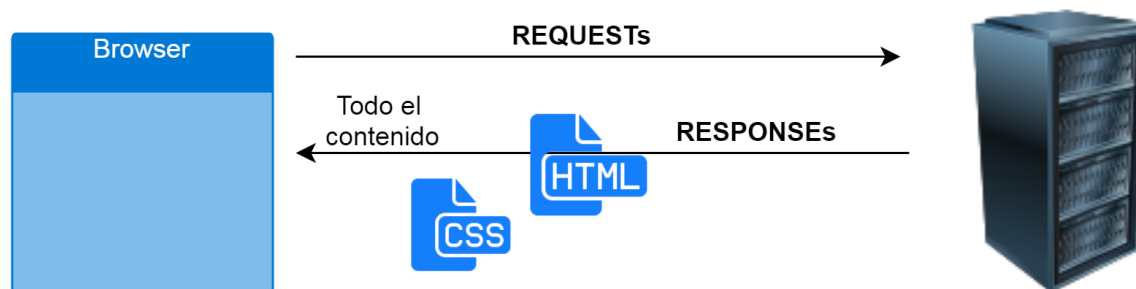 Browser
REQUESTs
Todo el
contenido
RESPONSEs
HTML
CSS